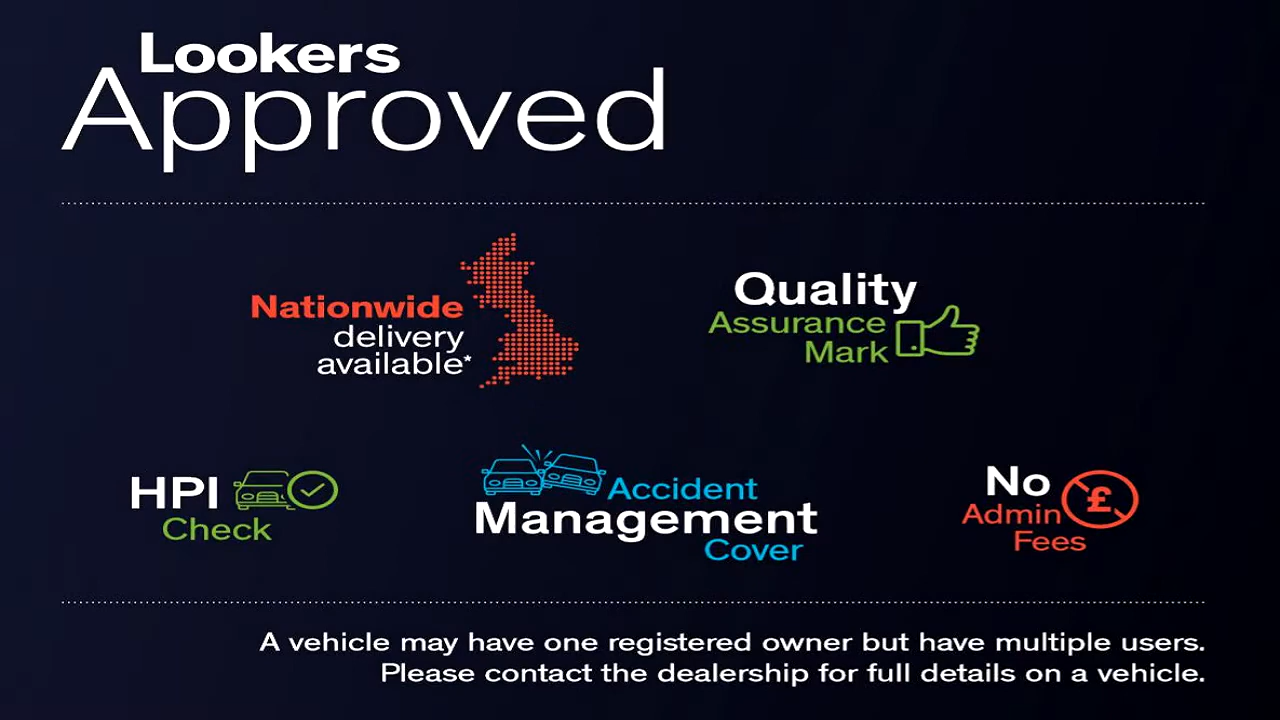 Lookers
Approved
Nationwide
delivery
available*
Quality
Assurance
Mark
HPI
Check
Accident
Management
Cover
No
Admin
Fees
£
A vehicle may have one registered owner but have multiple users.
Please contact the dealership for full details on a vehicle.